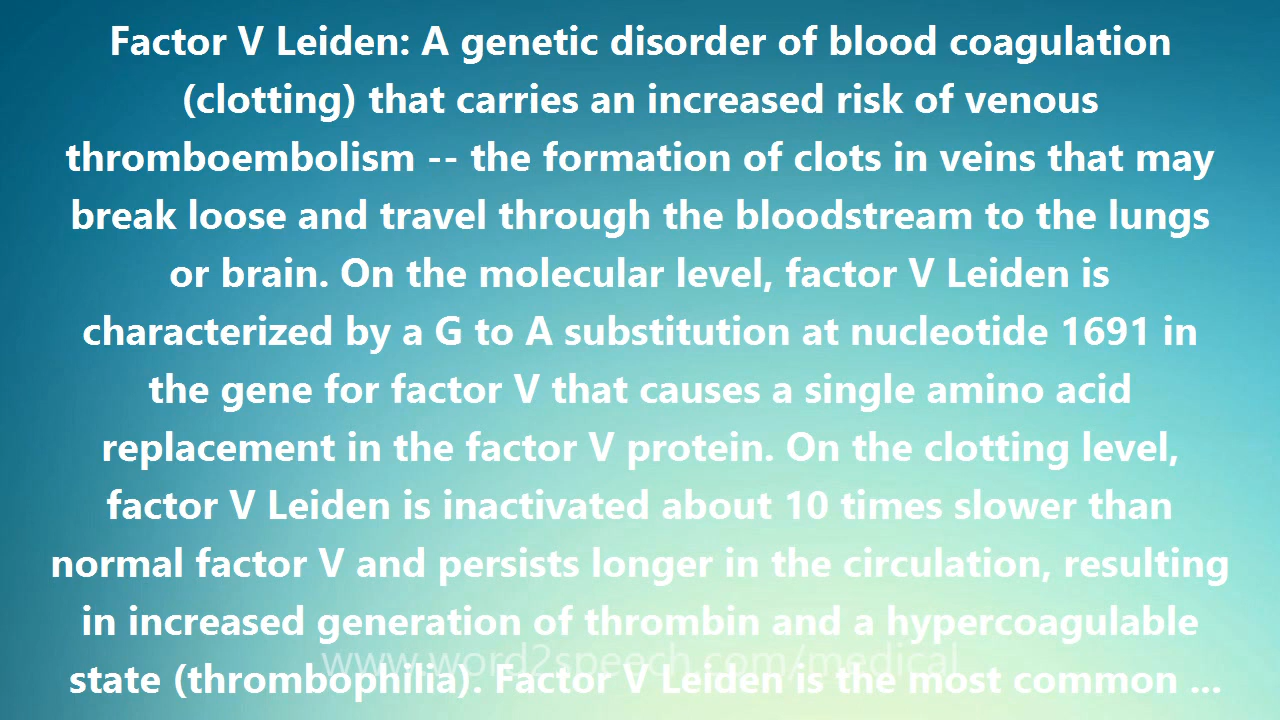 Factor V Leiden: A genetic disorder of blood coagulation
(clotting) that carries an increased risk of venous
thromboembolism -- the formation of clots in veins that may
break loose and travel through the bloodstream to the lungs
or brain. On the molecular level, factor V Leiden is
characterized by a G to A substitution at nucleotide 1691 in
the gene for factor V that causes a single amino acid
replacement in the factor V protein. On the clotting level,
factor V Leiden is inactivated about 10 times slower than
normal factor V and persists longer in the circulation, resulting
in increased generation of thrombin and a hypercoagulable
www.word2speech.com/medical
state (thrombophilia). Factor V Leiden is the most common ...